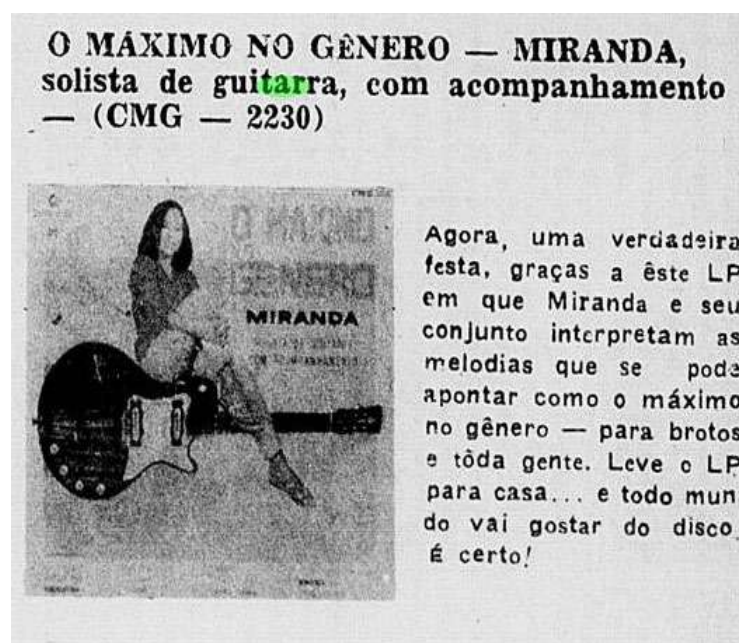 O MÁXIMO NO GÊNERO — MIRANDA,
solista de guitarra, com acompanhamento
— (CMG — 2230)
MIRANDA
Agora, uma verdadeira
festa, graças a êste LP
em que Miranda e seu
conjunto interpretam as
melodias que se pode
apontar como o máximo
no gênero — para brotos
e tôda gente. Leve o LP
para casa... e todo mun
do vai gostar do disco
É certo!